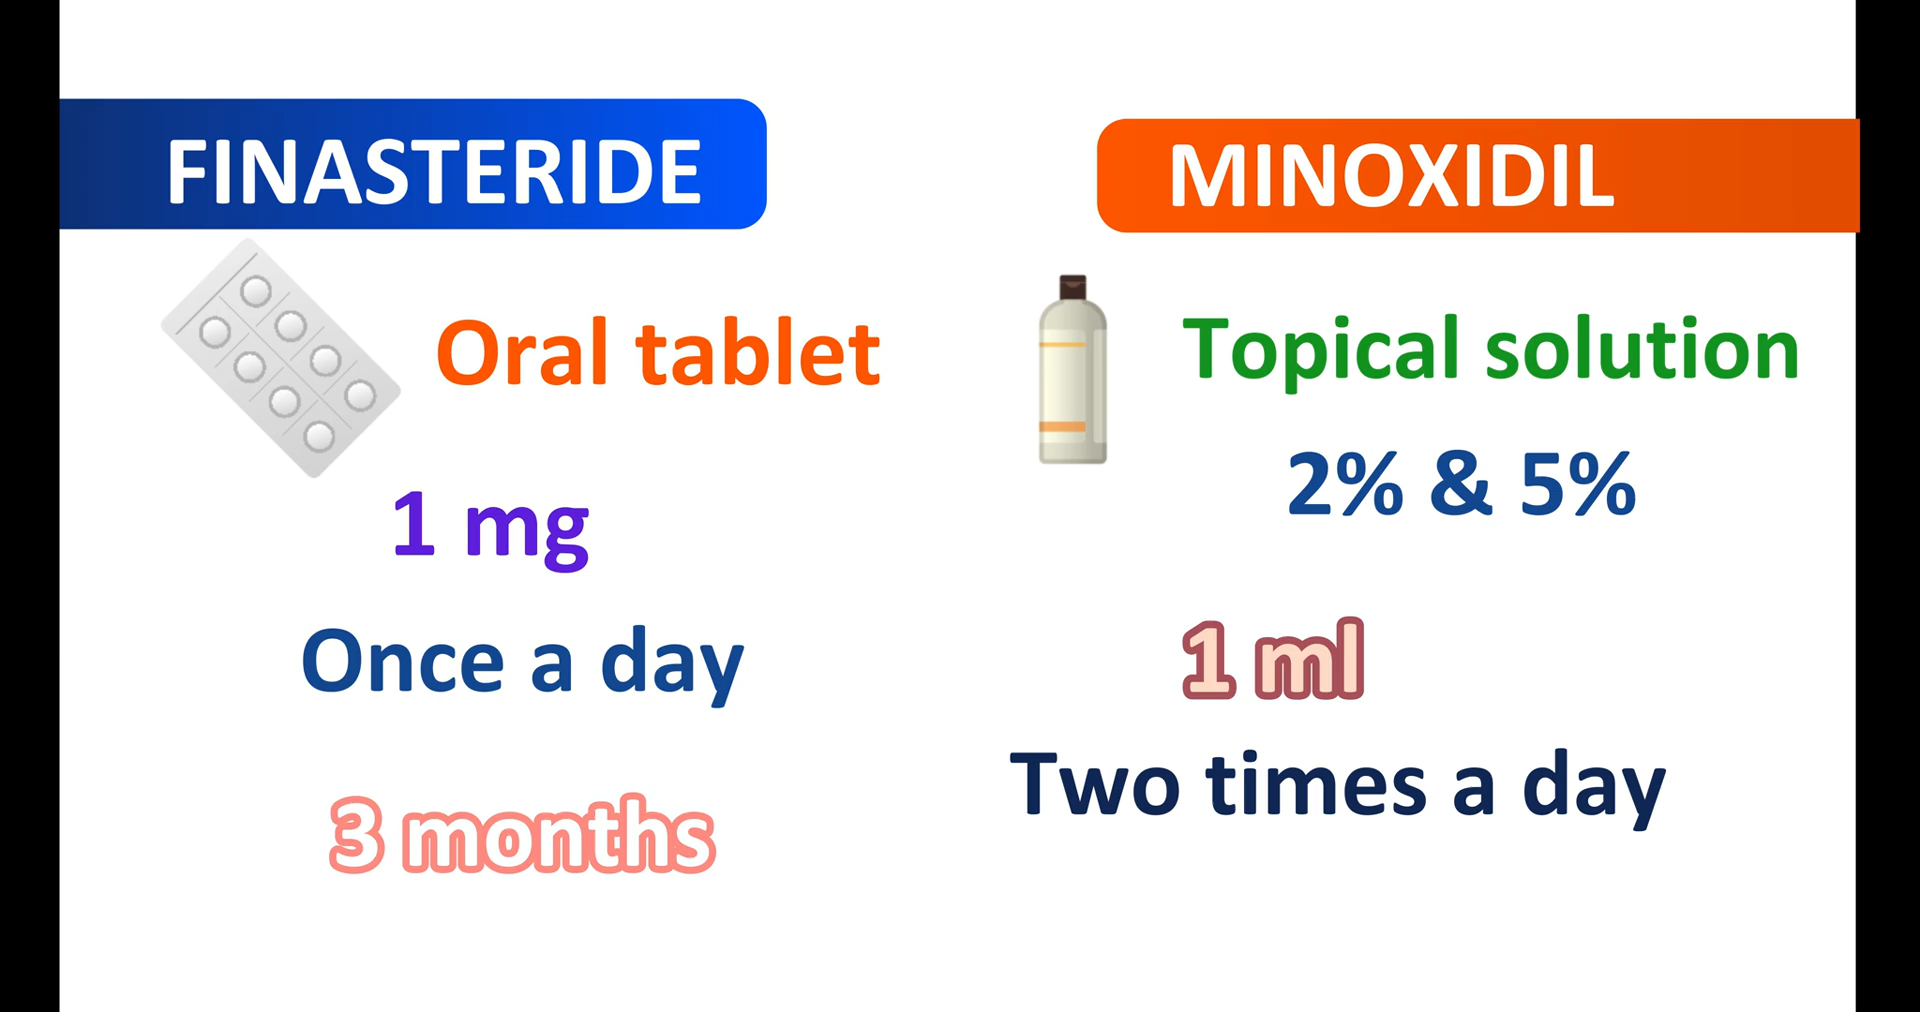 FINASTERIDE
Oral tablet
1 mg
Once a day
3 months
MINOXIDIL
Topical solution
2% & 5%
1 ml
Two times a day